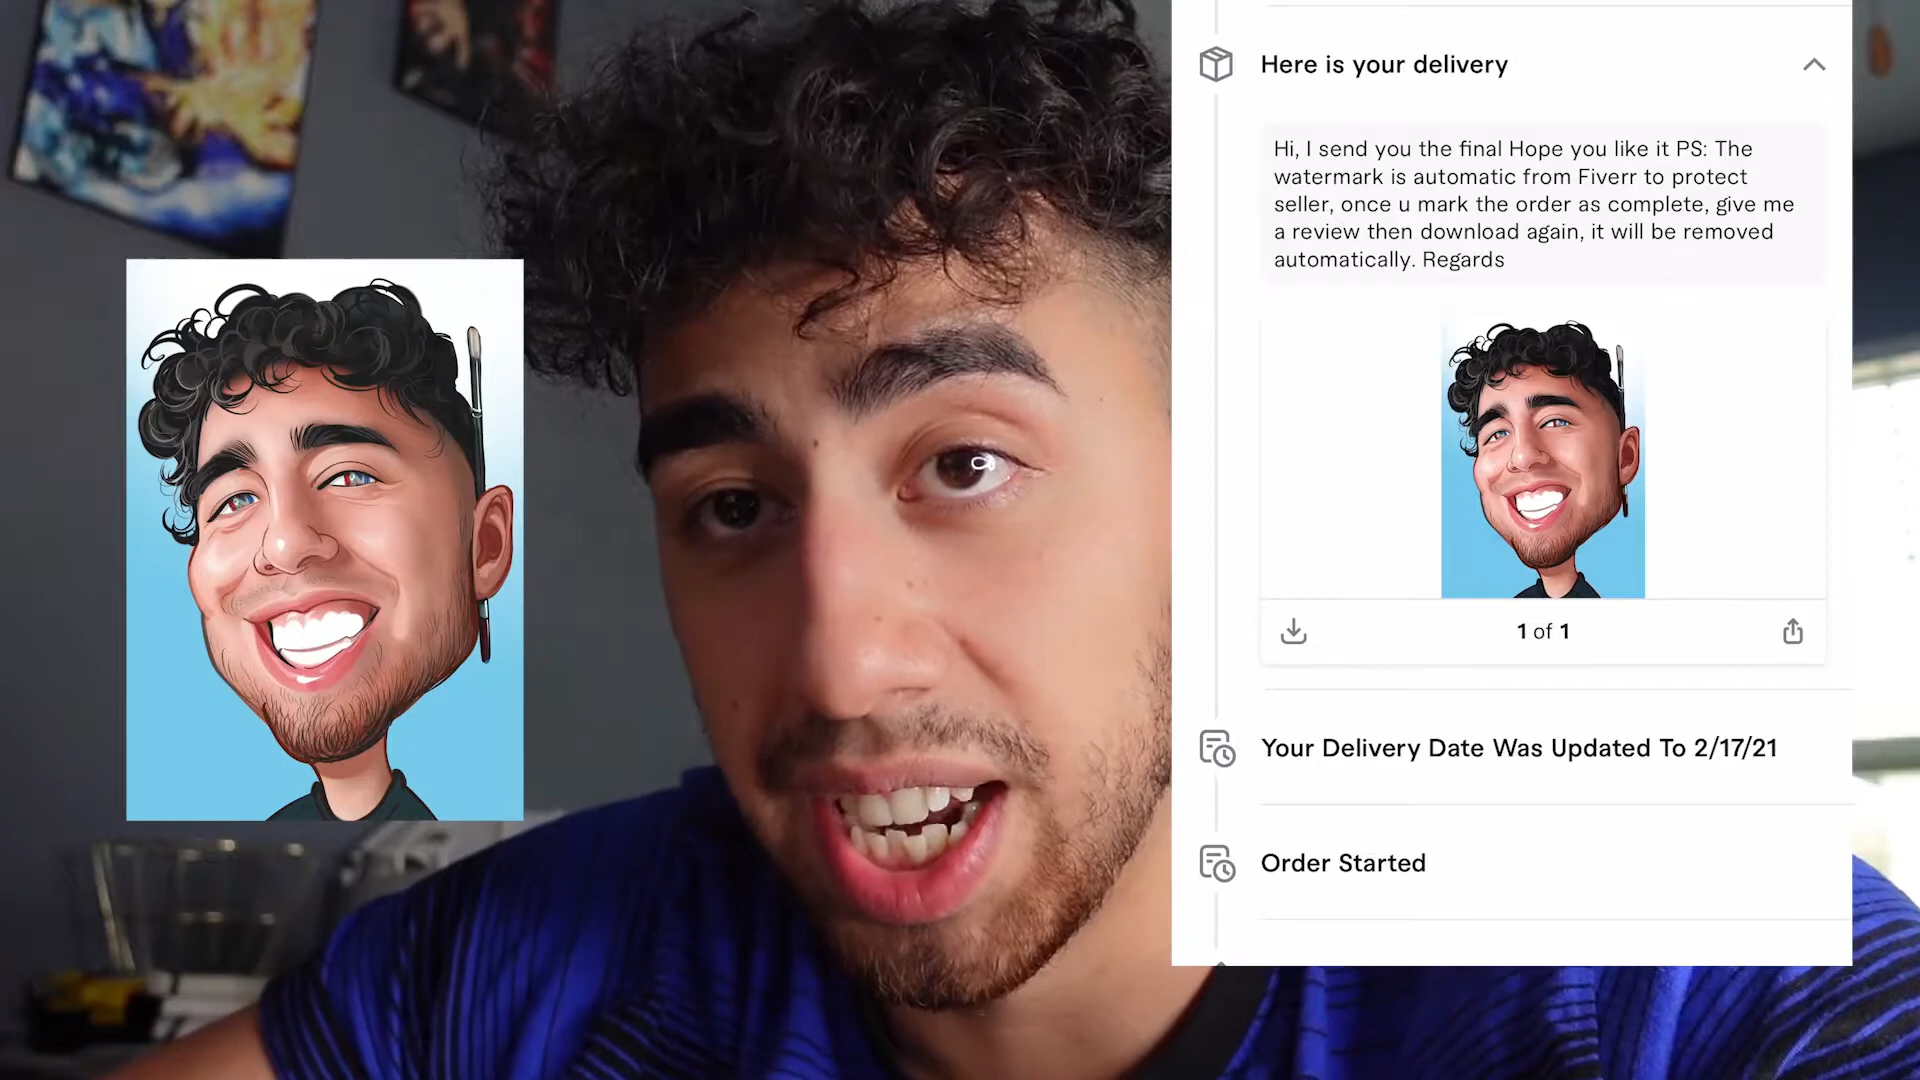 Here is your delivery
Hi, I send you the final Hope you like it PS: The
watermark is automatic from Fiverr to protect
seller, once u mark the order as complete, give me
a review then download again, it will be removed
automatically. Regards
1 of 1
Your Delivery Date Was Updated To 2/17/21
Order Started